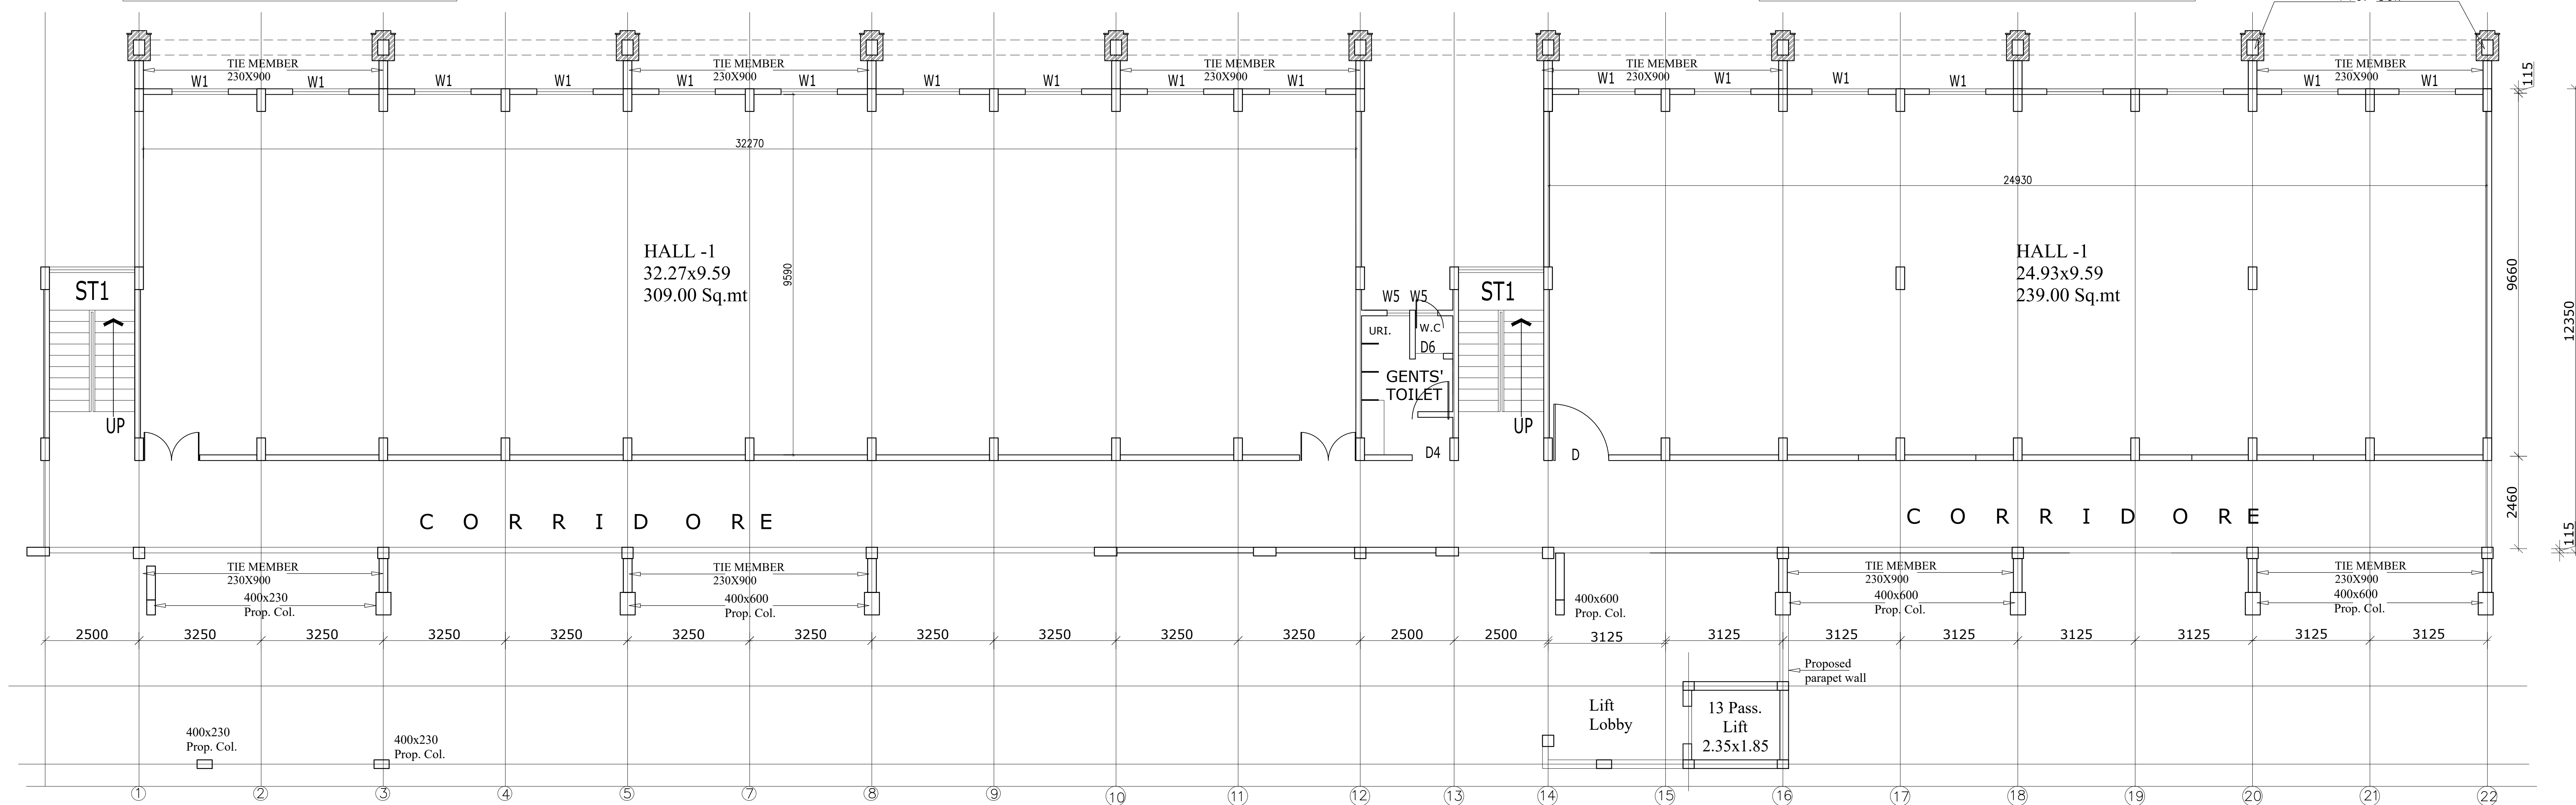 TIE MEMBER
230X900
TIE MEMBER
230X900
TIE MEMBER
230X900
TIE MEMBER
230X900
TIE MEMBER
230X900
W1 W1 W1 W1 W1 W1 W1 W1 W1 W1
W1 W1 W1 W1 W1 W1
115
32270
24930
9590
HALL -1
32.27x9.59
309.00 Sq.mt
HALL -1
24.93x9.59
239.00 Sq.mt
9660
12350
ST1
UP
W5 W5
URI.
W.C
D6
GENTS'
TOILET
D4
ST1
UP
D
2460
115
CORRIDORE
CORRIDORE
TIE MEMBER
230X900
400x230
Prop. Col.
TIE MEMBER
230X900
400x600
Prop. Col.
400x600
Prop. Col.
TIE MEMBER
230X900
400x600
Prop. Col.
TIE MEMBER
230X900
400x600
Prop. Col.
2500 3250 3250 3250 3250 3250 3250 3250 3250 3250 3250 2500 2500 3125 3125 3125 3125 3125 3125 3125 3125
Proposed
parapet wall
Lift
Lobby
13 Pass.
Lift
2.35x1.85
400x230
Prop. Col.
400x230
Prop. Col.
1 2 3 4 5 7 8 9 10 11 12 13 14 15 16 17 18 19 20 21 22